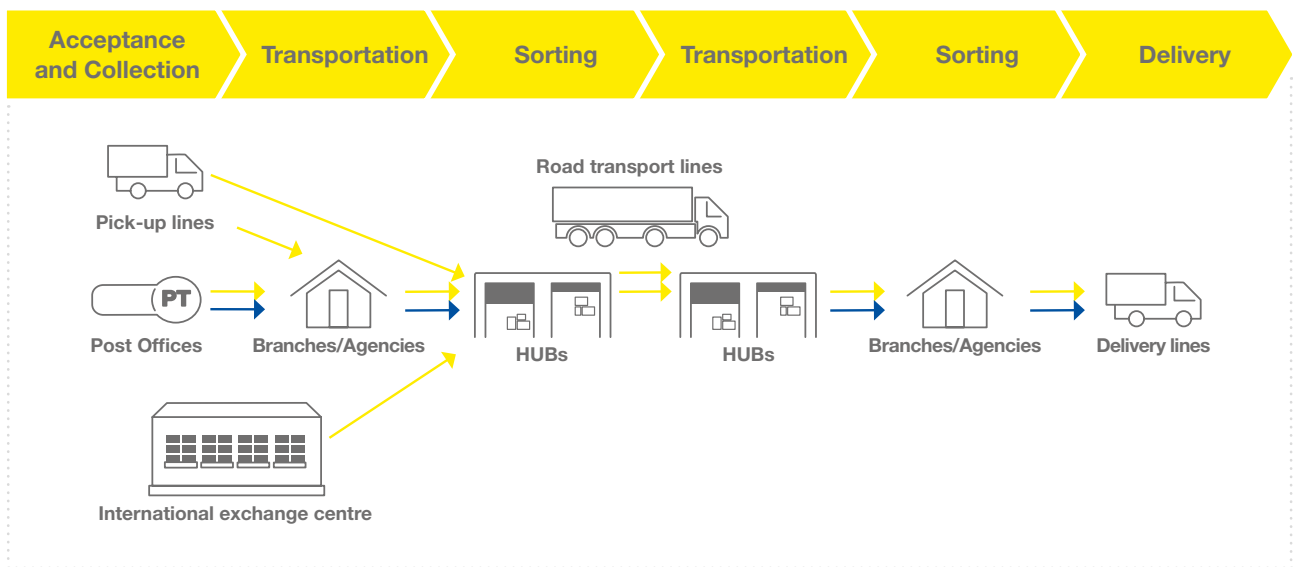 Acceptance
and Collection
Transportation
Sorting
Transportation
Sorting
Delivery
Road transport lines
Pick-up lines
PT
Post Offices
Branches/Agencies
HUBs
HUBs
Branches/Agencies
Delivery lines
International exchange centre